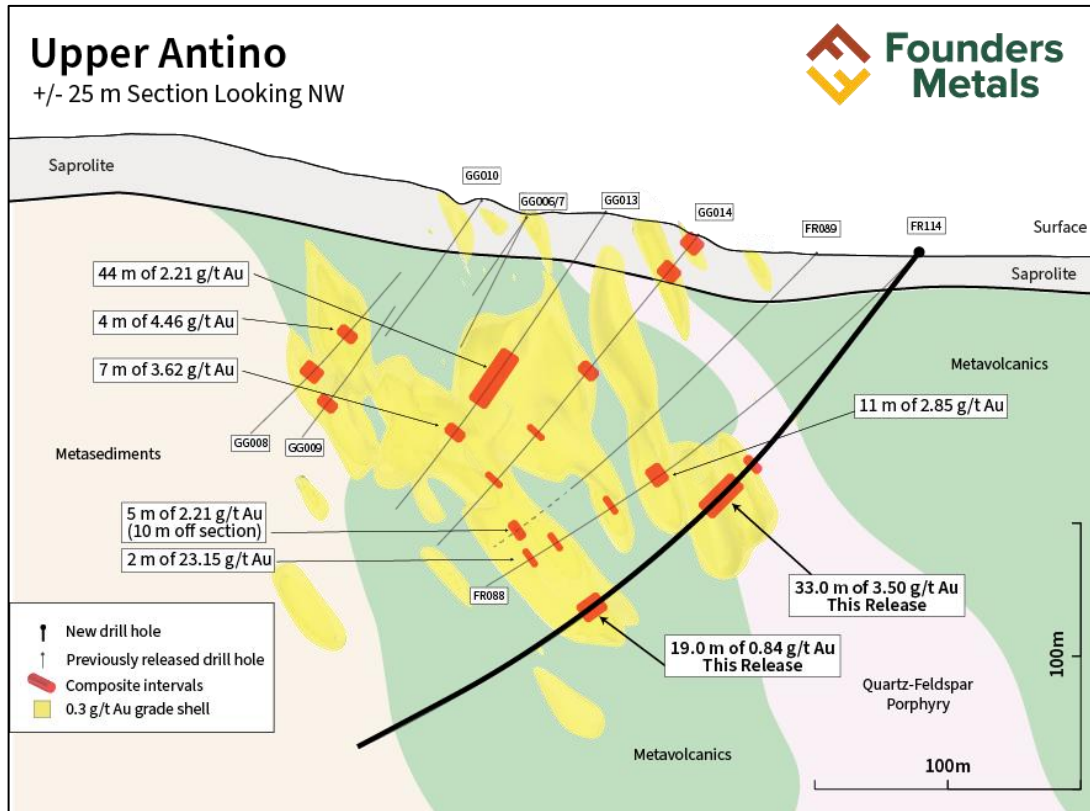 Upper Antino
+/- 25 m Section Looking NW
Founders
Metals
Saprolite
GG010
GG006/7
GG013
GG014
FR089
FR114
Surface
Saprolite
44 m of 2.21 g/t Au
4 m of 4.46 g/t Au
7 m of 3.62 g/t Au
Metavolcanics
11 m of 2.85 g/t Au
GG008
GG009
Metasediments
5 m of 2.21 g/t Au
(10 m off section)
2 m of 23.15 g/t Au
FR088
33.0 m of 3.50 g/t Au
This Release
19.0 m of 0.84 g/t Au
This Release
New drill hole
Previously released drill hole
Composite intervals
0.3 g/t Au grade shell
Quartz-Feldspar
Porphyry
Metavolcanics
100m
100m